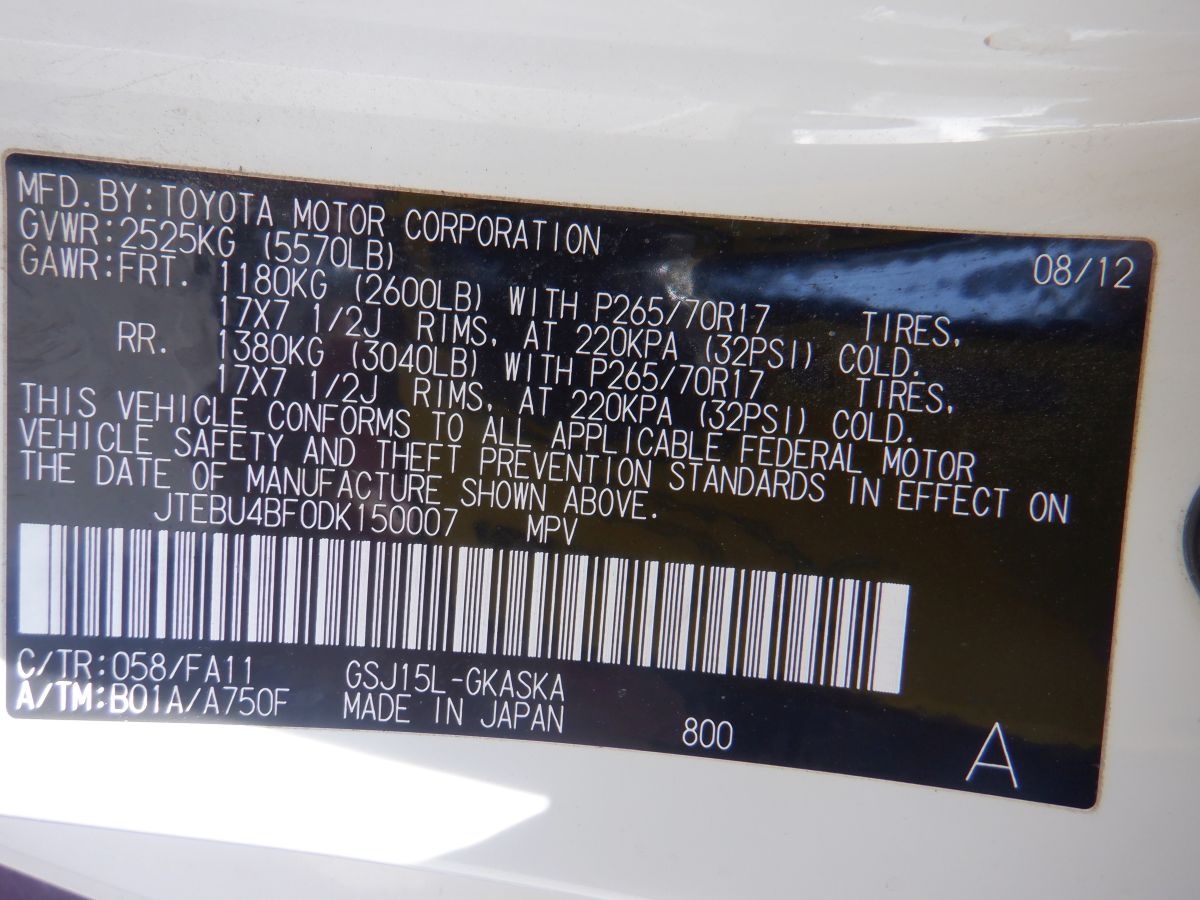 MFD.BY:TOYOTA MOTOR CORPORATION 08/12
GVWR:2525KG (5570LB)
GAWR:FRT. 1180KG (2600LB) WITH P265/70R17 TIRES,
17X7 1/2J RIMS, AT 220KPA (32PSI) COLD.
RR. 1380KG (3040LB) WITH P265/70R17 TIRES,
17X7 1/2J RIMS, AT 220KPA (32PSI) COLD.
THIS VEHICLE CONFORMS TO ALL APPLICABLE FEDERAL MOTOR
VEHICLE SAFETY AND THEFT PREVENTION STANDARDS IN EFFECT ON
THE DATE OF MANUFACTURE SHOWN ABOVE.
JTEBU4BF0DK150007 MPV
C/TR:058/FA11 GSJ15L-GKASKA
A/TM:B01A/A750F MADE IN JAPAN 800 A